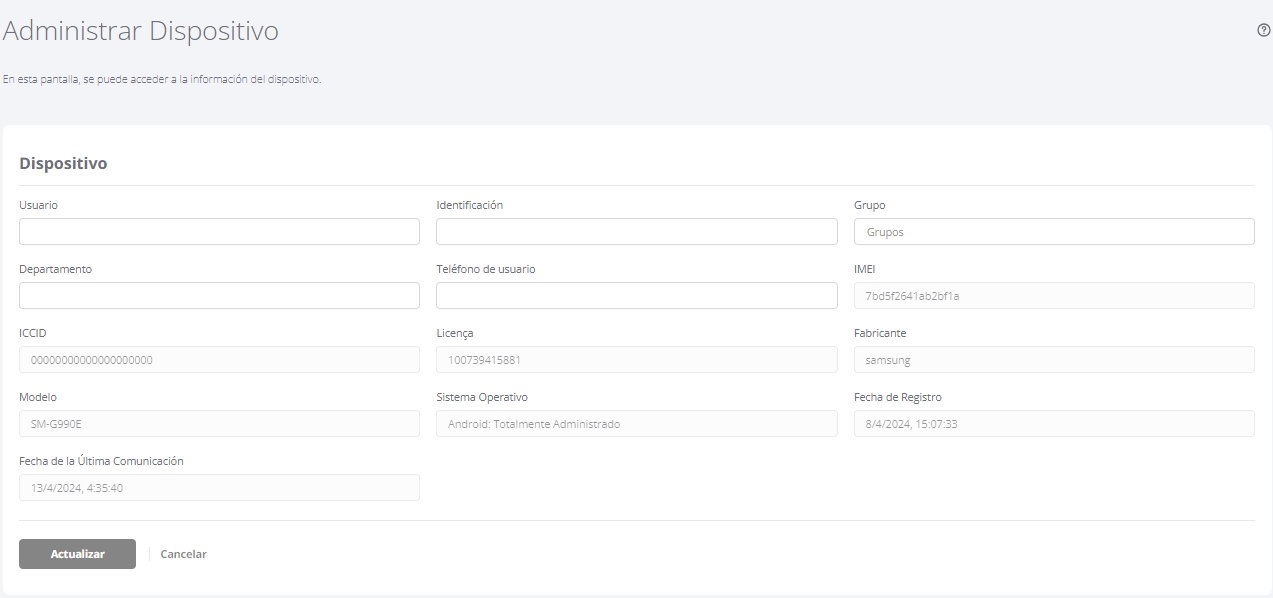 Administrar Dispositivo
En esta pantalla, se puede acceder a la información del dispositivo.
Dispositivo
Usuario
Identificación
Grupo
Grupos
Departamento
Teléfono de usuario
IMEI
7bd5f2641ab2bf1a
ICCID
00000000000000000000
Licença
100739415881
Fabricante
samsung
Modelo
SM-G990E
Sistema Operativo
Android: Totalmente Administrado
Fecha de Registro
8/4/2024, 15:07:33
Fecha de la Última Comunicación
13/4/2024, 4:35:40
Actualizar
Cancelar